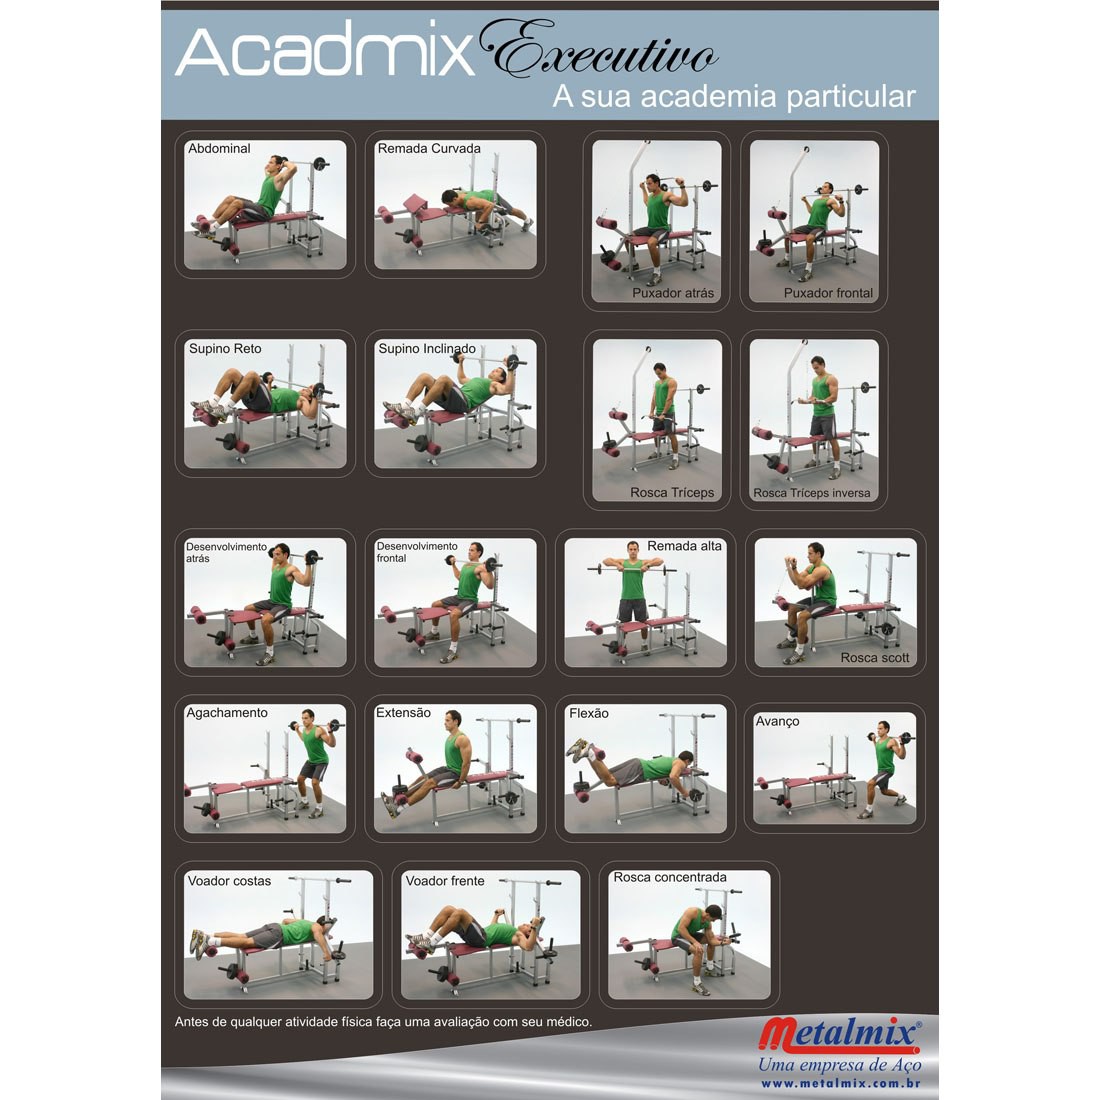 Acadmix Executivo
A sua academia particular
Abdominal
Remada Curvada
Puxador atrás
Puxador frontal
Supino Reto
Supino Inclinado
Rosca Tríceps
Rosca Tríceps inversa
Desenvolvimento
atrás
Desenvolvimento
frontal
Remada alta
Rosca scott
Agachamento
Extensão
Flexão
Avanço
Voador costas
Voador frente
Rosca concentrada
Antes de qualquer atividade física faça uma avaliação com seu médico.
Metalmix®
Uma empresa de Aço
www.metalmix.com.br